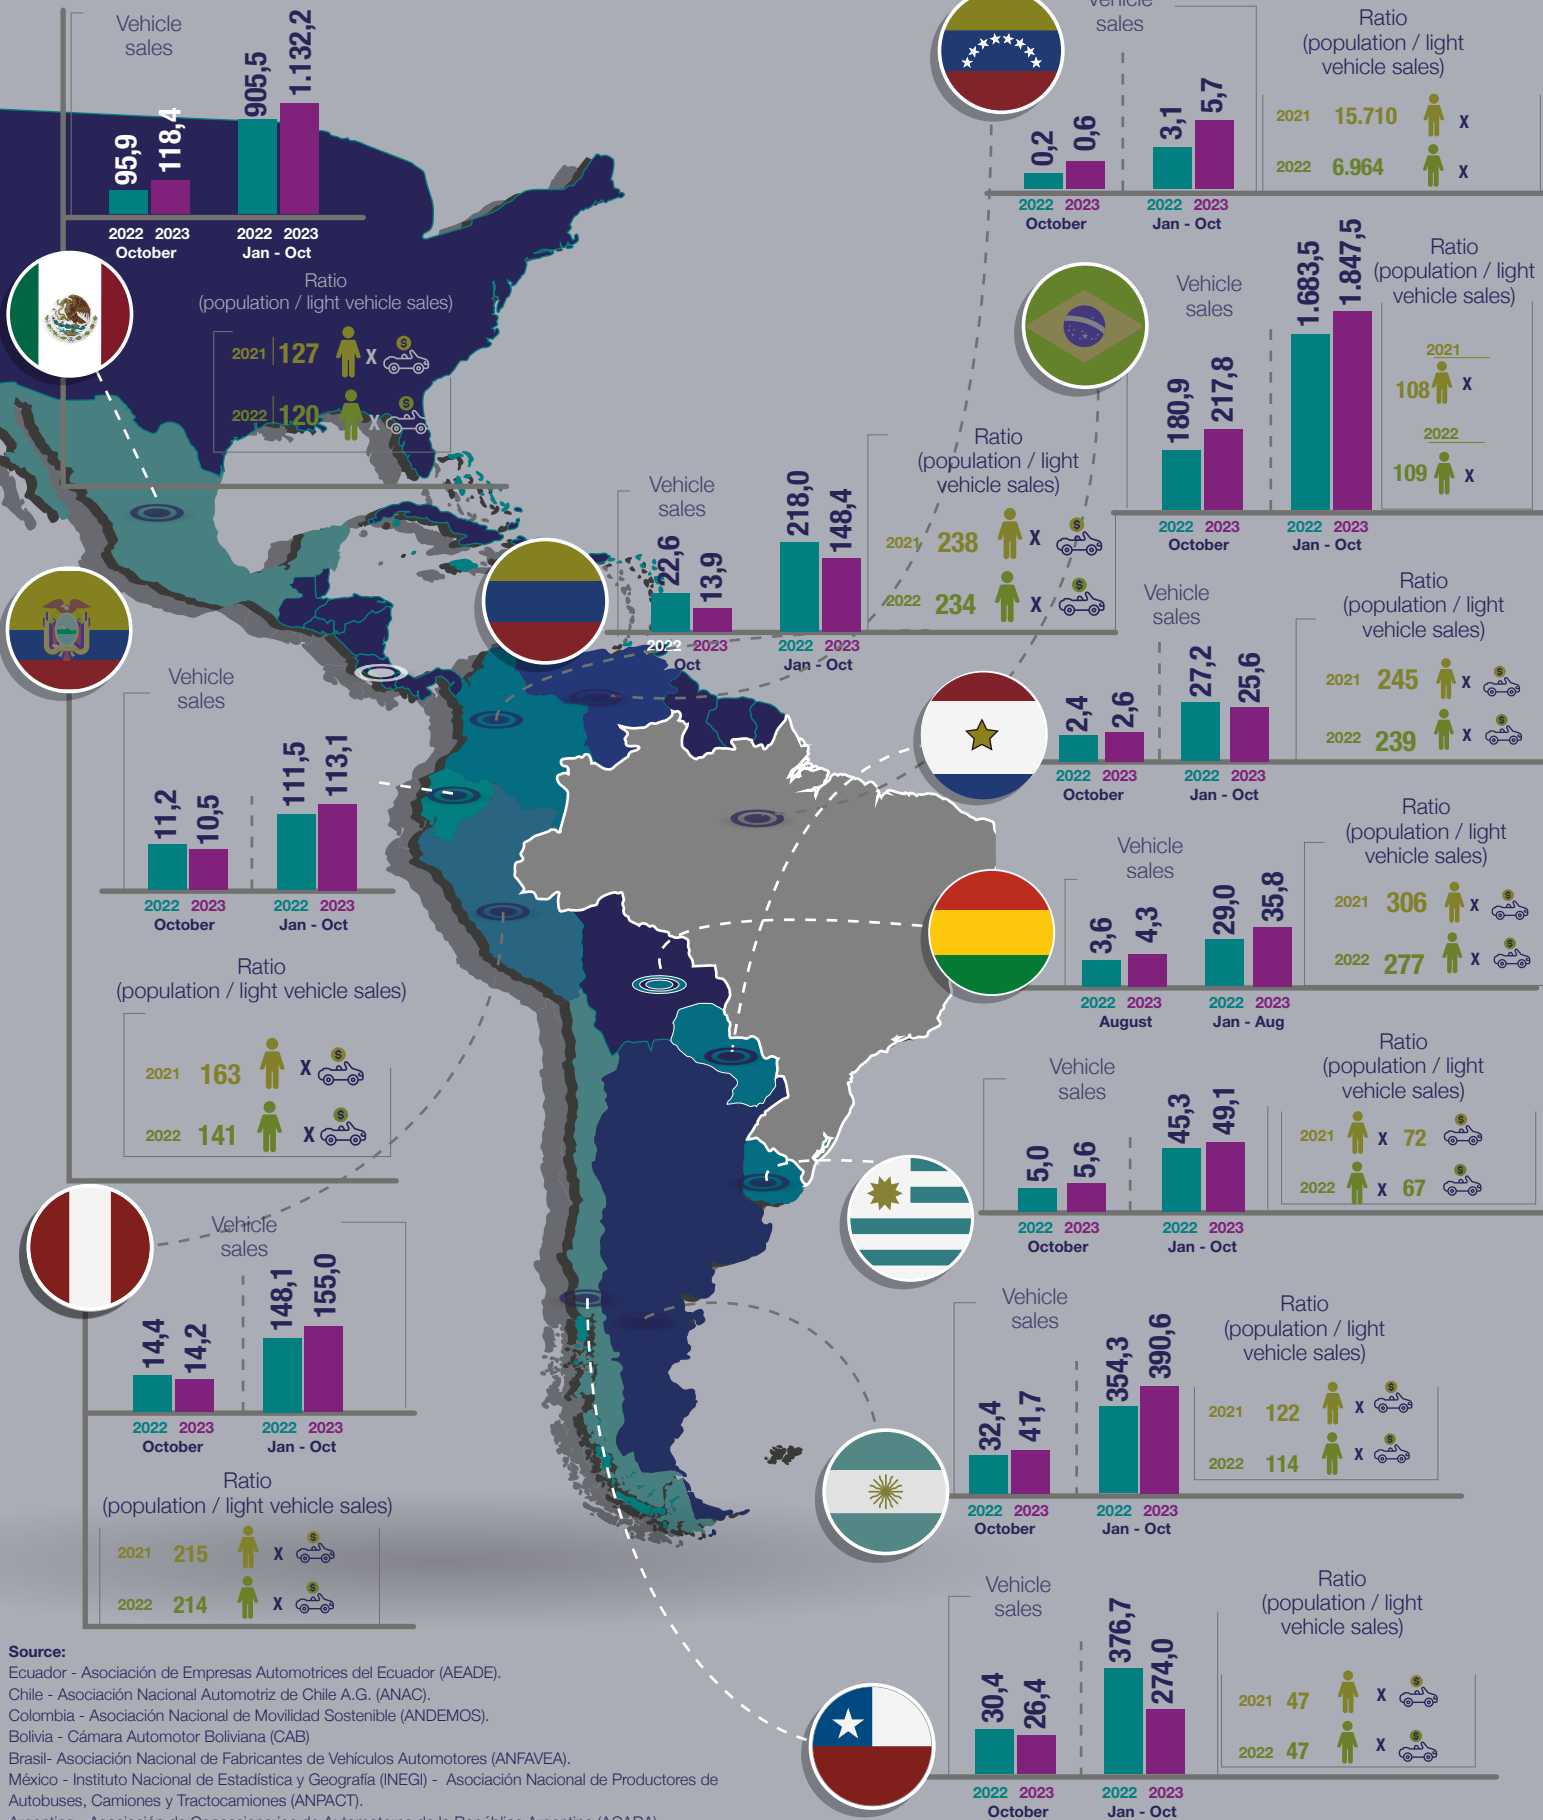 Vehicle
sales
95,9
118,4
905,5
1.132,2
2022 2023
October
2022 2023
Jan - Oct
Ratio
(population / light vehicle sales)
2021 127 X $
2022 120 X $
Vehicle
sales
0,2
0,6
3,1
5,7
2022 2023
October
2022 2023
Jan - Oct
Ratio
(population / light
vehicle sales)
2021 15.710 X
2022 6.964 X
Vehicle
sales
180,9
217,8
1.683,5
1.847,5
2022 2023
October
2022 2023
Jan - Oct
Ratio
(population / light
vehicle sales)
2021
108 X
2022
109 X
Vehicle
sales
22,6
13,9
218,0
148,4
2022 2023
Oct
2022 2023
Jan - Oct
Ratio
(population / light
vehicle sales)
2021 238 X $
2022 234 X $
Vehicle
sales
2,4
2,6
27,2
25,6
2022 2023
October
2022 2023
Jan - Oct
Ratio
(population / light
vehicle sales)
2021 245 X $
2022 239 X $
Vehicle
sales
11,2
10,5
111,5
113,1
2022 2023
October
2022 2023
Jan - Oct
Ratio
(population / light vehicle sales)
2021 163 X $
2022 141 X $
Vehicle
sales
3,6
4,3
29,0
35,8
2022 2023
August
2022 2023
Jan - Aug
Ratio
(population / light
vehicle sales)
2021 306 X $
2022 277 X $
Vehicle
sales
5,0
5,6
45,3
49,1
2022 2023
October
2022 2023
Jan - Oct
Ratio
(population / light
vehicle sales)
2021 X 72 $
2022 X 67 $
Vehicle
sales
14,4
14,2
148,1
155,0
2022 2023
October
2022 2023
Jan - Oct
Ratio
(population / light vehicle sales)
2021 215 X $
2022 214 X $
Vehicle
sales
32,4
41,7
354,3
390,6
2022 2023
October
2022 2023
Jan - Oct
Ratio
(population / light
vehicle sales)
2021 122 X $
2022 114 X $
Vehicle
sales
30,4
26,4
376,7
274,0
2022 2023
October
2022 2023
Jan - Oct
Ratio
(population / light
vehicle sales)
2021 47 X $
2022 47 X $
Source:
Ecuador - Asociación de Empresas Automotrices del Ecuador (AEADE).
Chile - Asociación Nacional Automotriz de Chile A.G. (ANAC).
Colombia - Asociación Nacional de Movilidad Sostenible (ANDEMOS).
Bolivia - Cámara Automotor Boliviana (CAB)
Brasil- Asociación Nacional de Fabricantes de Vehículos Automotores (ANFAVEA).
México - Instituto Nacional de Estadística y Geografía (INEGI) - Asociación Nacional de Productores de
Autobuses, Camiones y Tractocamiones (ANPACT).
Argentina - Asociación de Concesionarios de Automotores de la República Argentina (ACARA)